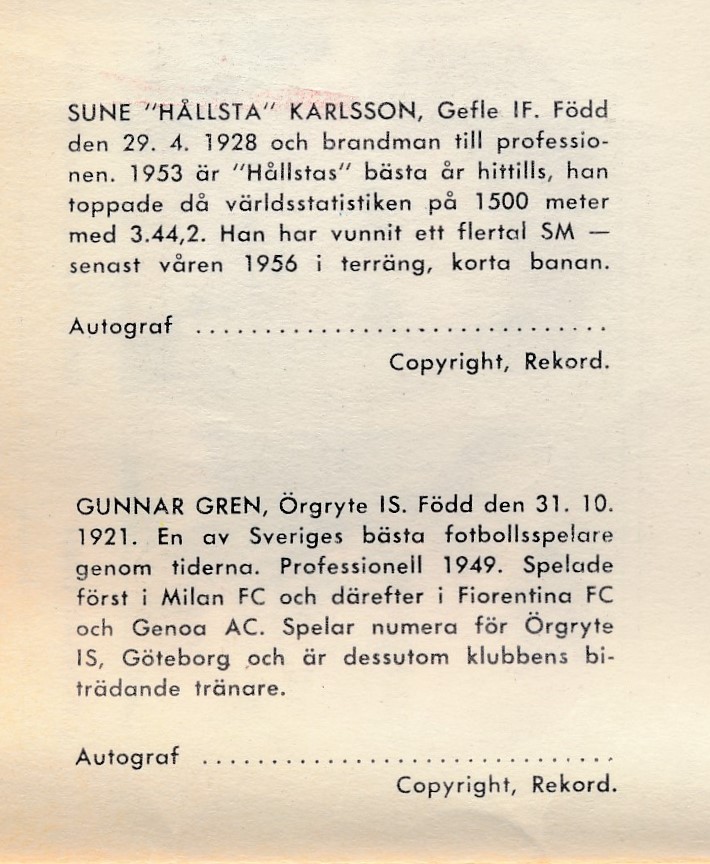 SUNE "HÅLLSTA" KARLSSON, Gefle IF. Född
den 29. 4. 1928 och brandman till professio-
nen. 1953 är "Hållstas" bästa år hittills, han
toppade då världsstatistiken på 1500 meter
med 3.44,2. Han har vunnit ett flertal SM —
senast våren 1956 i terräng, korta banan.
Autograf ..............................
Copyright, Rekord.
GUNNAR GREN, Örgryte IS. Född den 31. 10.
1921. En av Sveriges bästa fotbollsspelare
genom tiderna. Professionell 1949. Spelade
först i Milan FC och därefter i Fiorentina FC
och Genoa AC. Spelar numera för Örgryte
IS, Göteborg och är dessutom klubbens bi-
trädande tränare.
Autograf ..............................
Copyright, Rekord.